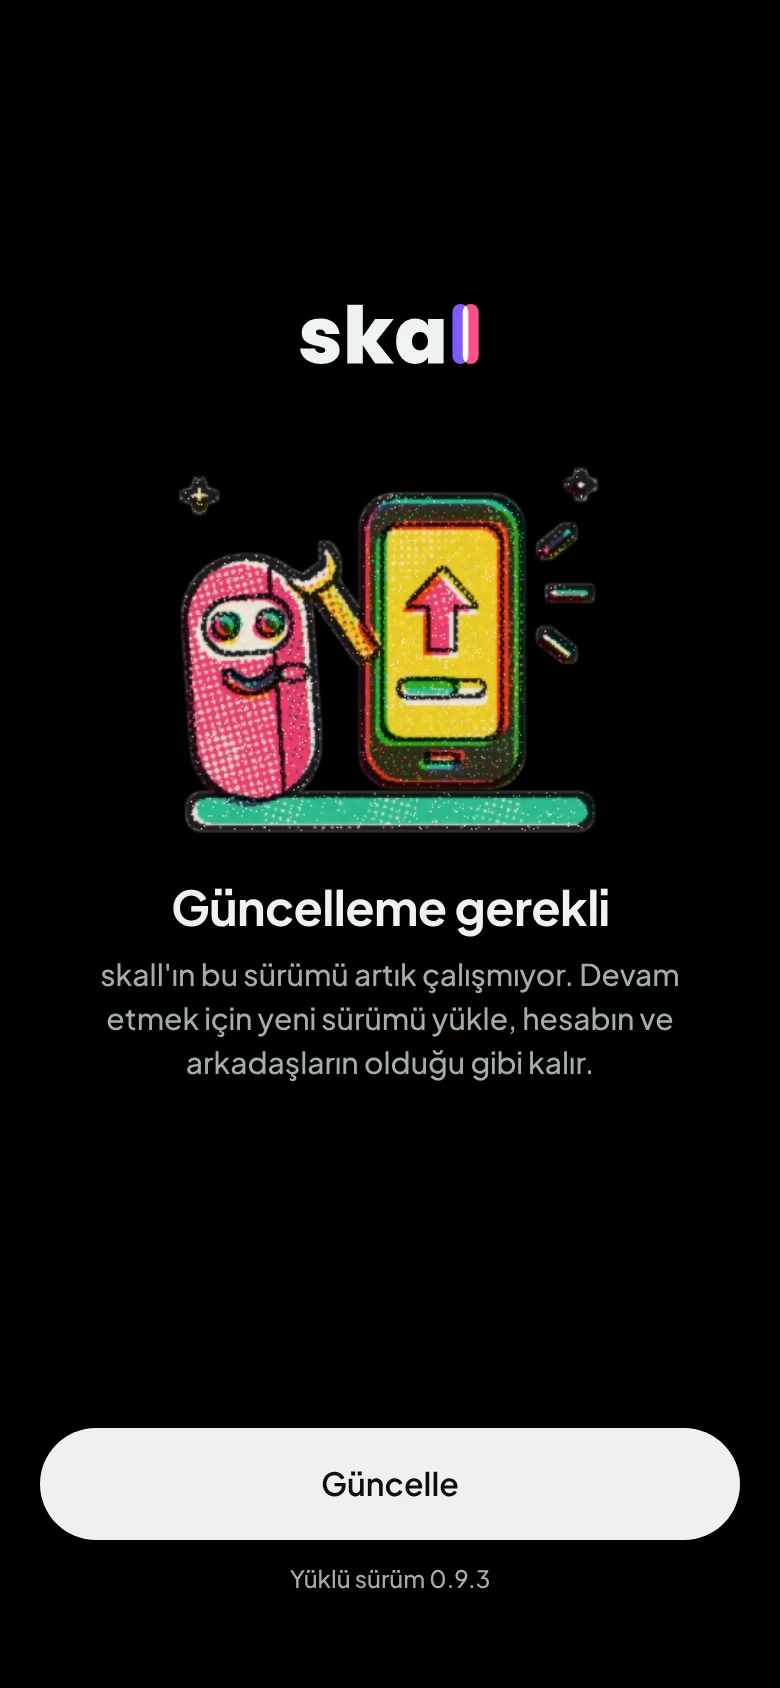 skall
Güncelleme gerekli
skall'ın bu sürümü artık çalışmıyor. Devam
etmek için yeni sürümü yükle, hesabın ve
arkadaşların olduğu gibi kalır.
Güncelle
Yüklü sürüm 0.9.3